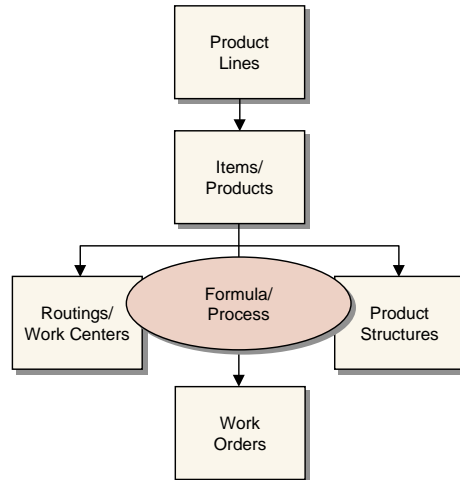 Product
Lines
Items/
Products
Routings/
Work Centers
Formula/
Process
Product
Structures
Work
Orders